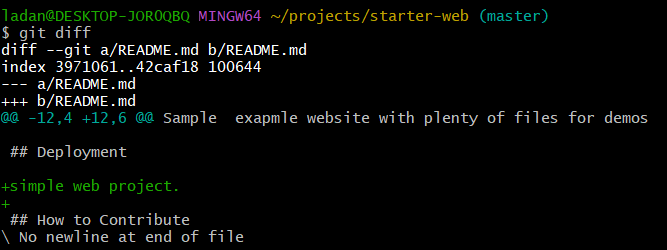 ladan@DESKTOP-JOROQBQ MINGW64 ~/projects/starter-web (master)
$ git diff
diff --git a/README.md b/README.md
index 3971061..42caf18 100644
--- a/README.md
+++ b/README.md
@@ -12,4 +12,6 @@ Sample  exapmle website with plenty of files for demos
 ## Deployment
+simple web project.
+
 ## How to Contribute
\ No newline at end of file